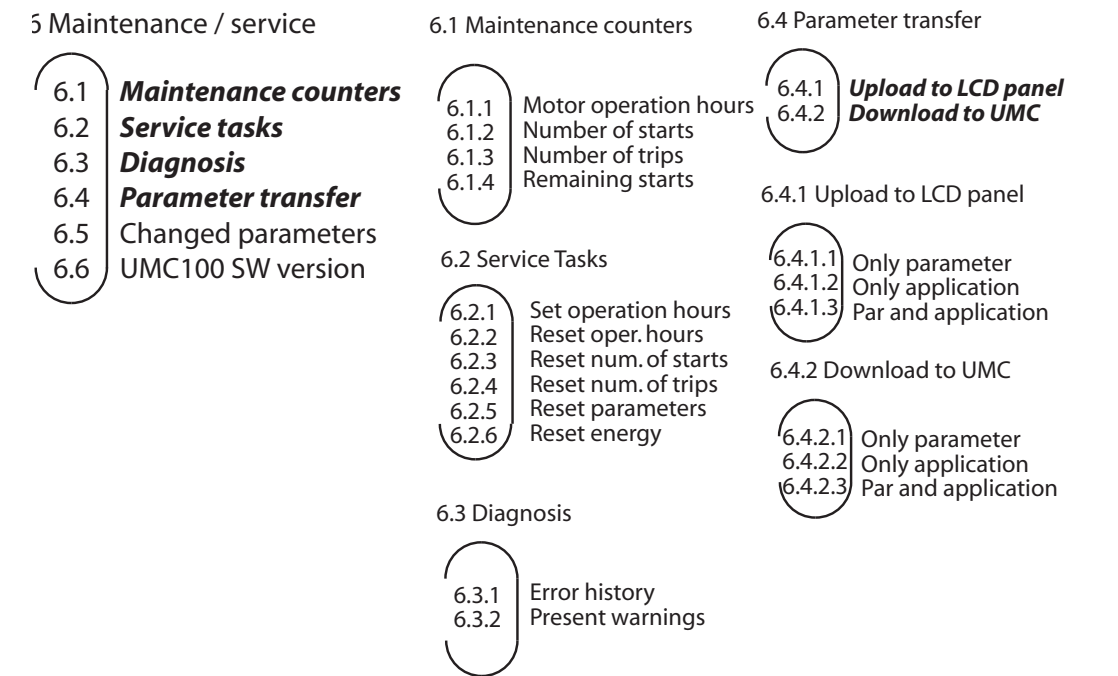 6 Maintenance / service
6.1 Maintenance counters
6.2 Service tasks
6.3 Diagnosis
6.4 Parameter transfer
6.5 Changed parameters
6.6 UMC100 SW version
6.1 Maintenance counters
6.1.1 Motor operation hours
6.1.2 Number of starts
6.1.3 Number of trips
6.1.4 Remaining starts
6.2 Service Tasks
6.2.1 Set operation hours
6.2.2 Reset oper. hours
6.2.3 Reset num. of starts
6.2.4 Reset num. of trips
6.2.5 Reset parameters
6.2.6 Reset energy
6.3 Diagnosis
6.3.1 Error history
6.3.2 Present warnings
6.4 Parameter transfer
6.4.1 Upload to LCD panel
6.4.2 Download to UMC
6.4.1 Upload to LCD panel
6.4.1.1 Only parameter
6.4.1.2 Only application
6.4.1.3 Par and application
6.4.2 Download to UMC
6.4.2.1 Only parameter
6.4.2.2 Only application
6.4.2.3 Par and application